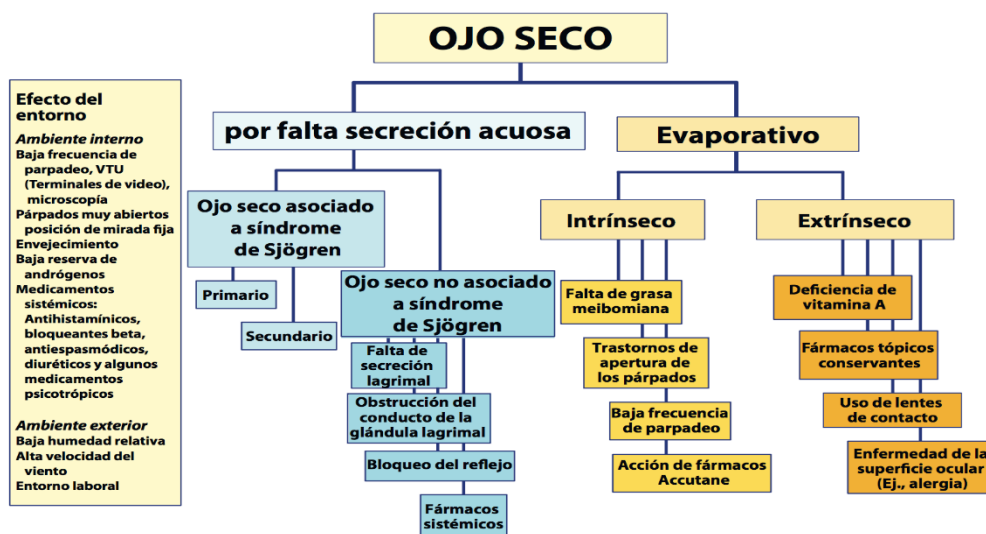 OJO SECO
Efecto del
entorno
Ambiente interno
Baja frecuencia de
parpadeo, VTU
(Terminales de video),
microscopía
Párpados muy abiertos
posición de mirada fija
Envejecimiento
Baja reserva de
andrógenos
Medicamentos
sistémicos:
Antihistamínicos,
bloqueantes beta,
antiespasmódicos,
diuréticos y algunos
medicamentos
psicotrópicos
Ambiente exterior
Baja humedad relativa
Alta velocidad del
viento
Entorno laboral
por falta secreción acuosa
Ojo seco asociado
a síndrome
de Sjögren
Primario
Secundario
Ojo seco no asociado
a síndrome
de Sjögren
Falta de
secreción
lagrimal
Obstrucción del
conducto de la
glándula lagrimal
Bloqueo del reflejo
Fármacos
sistémicos
Evaporativo
Intrínseco
Falta de grasa
meibomiana
Trastornos de
apertura de
los párpados
Baja frecuencia
de parpadeo
Acción de fármacos
Accutane
Extrínseco
Deficiencia de
vitamina A
Fármacos tópicos
conservantes
Uso de lentes
de contacto
Enfermedad de la
superficie ocular
(Ej., alergia)